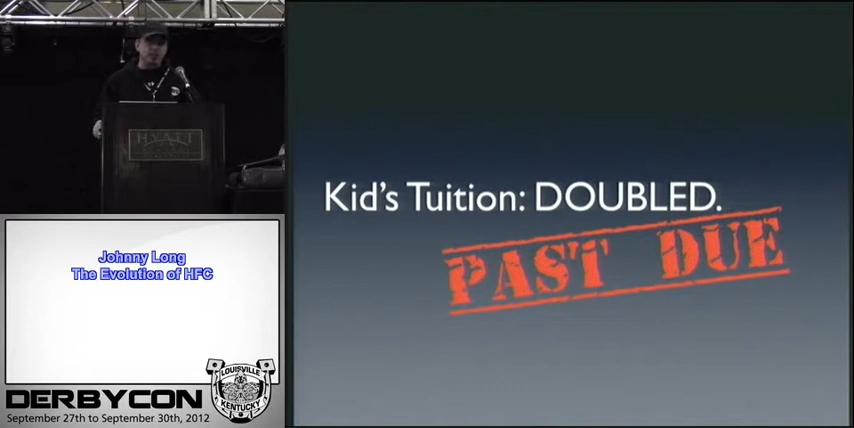 HYATT
Kid's Tuition: DOUBLED.
PAST DUE
Johnny Long
The Evolution of HFC
LOUISVILLE
KENTUCKY
DERBYCON
September 27th to September 30th, 2012